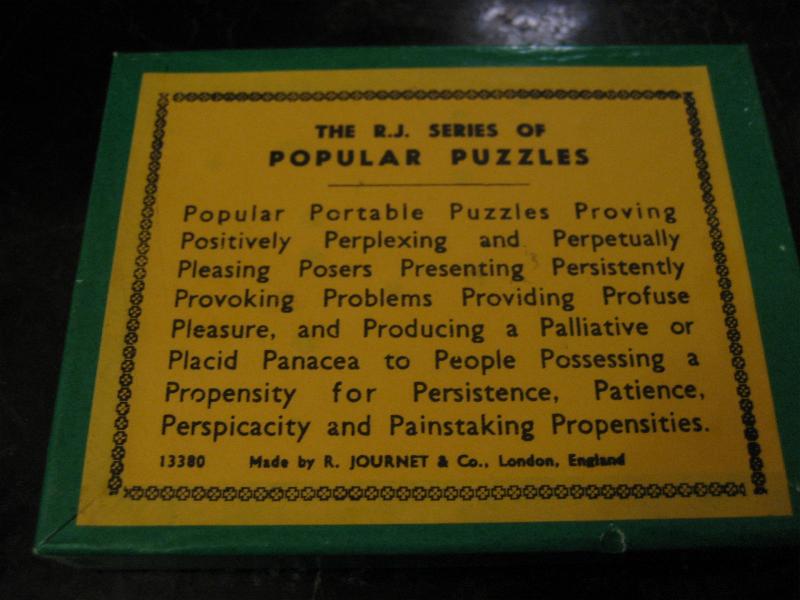 THE R.J. SERIES OF
POPULAR PUZZLES
Popular Portable Puzzles Proving
Positively Perplexing and Perpetually
Pleasing Posers Presenting Persistently
Provoking Problems Providing Profuse
Pleasure, and Producing a Palliative or
Placid Panacea to People Possessing a
Propensity for Persistence, Patience,
Perspicacity and Painstaking Propensities.
13380 Made by R. JOURNET & Co., London, England